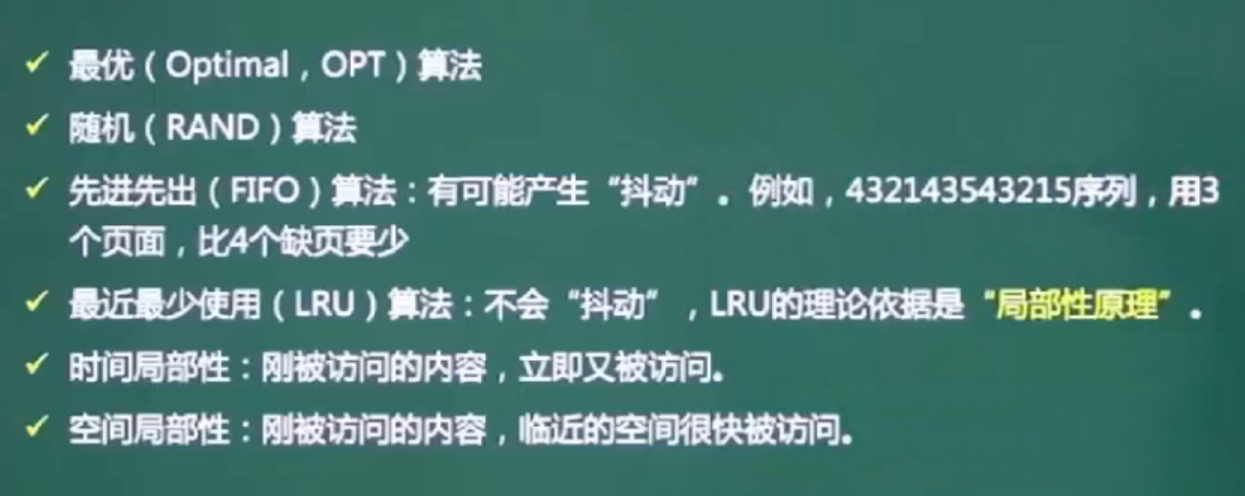 ✓ 最优（Optimal，OPT）算法
✓ 随机（RAND）算法
✓ 先进先出（FIFO）算法：有可能产生“抖动”。例如，432143543215序列，用3
个页面，比4个缺页要少
✓ 最近最少使用（LRU）算法：不会“抖动”，LRU的理论依据是“局部性原理”。
✓ 时间局部性：刚被访问的内容，立即又被访问。
✓ 空间局部性：刚被访问的内容，临近的空间很快被访问。